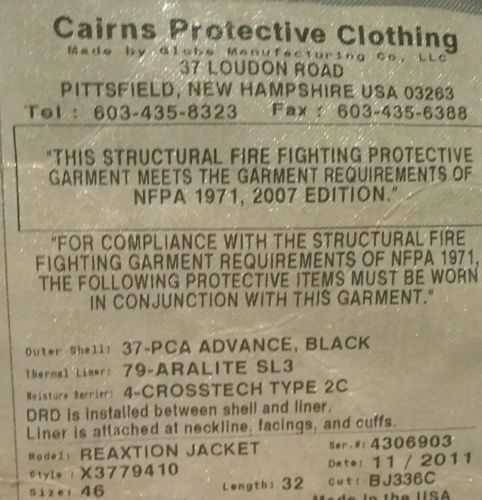 Cairns Protective Clothing
Made by Globe Manufacturing Co, LLC
37 LOUDON ROAD
PITTSFIELD, NEW HAMPSHIRE USA 03263
Tel : 603-435-8323 Fax : 603-435-6388
"THIS STRUCTURAL FIRE FIGHTING PROTECTIVE
GARMENT MEETS THE GARMENT REQUIREMENTS OF
NFPA 1971, 2007 EDITION."
"FOR COMPLIANCE WITH THE STRUCTURAL FIRE
FIGHTING GARMENT REQUIREMENTS OF NFPA 1971,
THE FOLLOWING PROTECTIVE ITEMS MUST BE WORN
IN CONJUNCTION WITH THIS GARMENT."
Outer Shell: 37-PCA ADVANCE, BLACK
Thermal Liner: 79-ARALITE SL3
Moisture Barrier: 4-CROSSTECH TYPE 2C
DRD is installed between shell and liner.
Liner is attached at neckline, facings, and cuffs.
Model: REAXTION JACKET Ser.#: 4306903
Style : X3779410 Date: 11 / 2011
Size: 46 Length: 32 Cut: BJ336C
Made in the USA